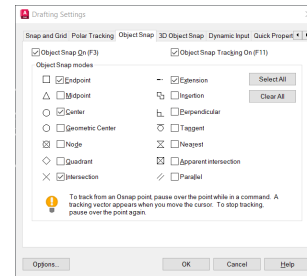 Drafting Settings
Snap and Grid Polar Tracking Object Snap 3D Object Snap Dynamic Input Quick Propert
Object Snap On (F3) Object Snap Tracking On (F11)
Object Snap modes
Endpoint Extension Select All
Midpoint Insertion Clear All
Center Perpendicular
Geometric Center Tangent
Node Nearest
Quadrant Apparent intersection
Intersection Parallel
To track from an Osnap point, pause over the point while in a command. A
tracking vector appears when you move the cursor. To stop tracking,
pause over the point again.
Options... OK Cancel Help